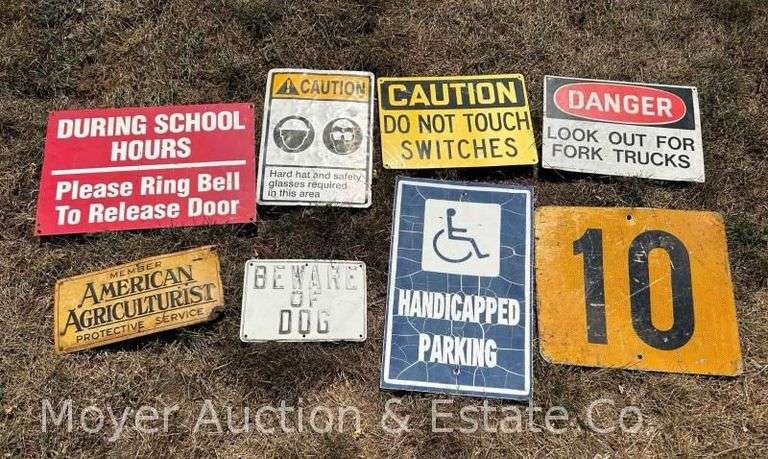 DURING SCHOOL
HOURS
Please Ring Bell
To Release Door
CAUTION
Hard hat and safety
glasses required
in this area
CAUTION
DO NOT TOUCH
SWITCHES
DANGER
LOOK OUT FOR
FORK TRUCKS
MEMBER
AMERICAN
AGRICULTURIST
PROTECTIVE SERVICE
BEWARE
OF
DOG
HANDICAPPED
PARKING
10
Moyer Auction & Estate Co.